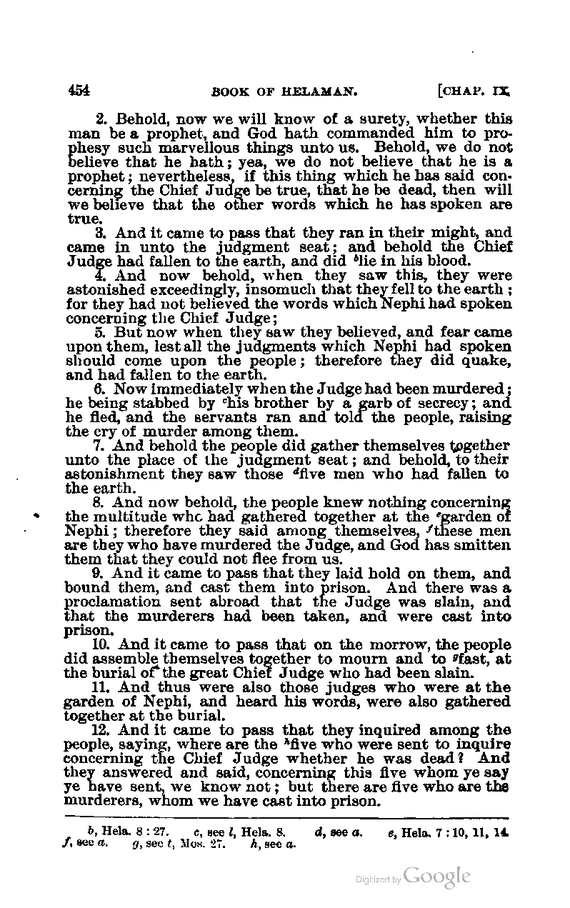 454 BOOK OF HELAMAN. [CHAP. IX.
2. Behold, now we will know of a surety, whether this
man be a prophet, and God hath commanded him to pro-
phesy such marvellous things unto us. Behold, we do not
believe that he hath; yea, we do not believe that he is a
prophet; nevertheless, if this thing which he has said con-
cerning the Chief Judge be true, that he be dead, then will
we believe that the other words which he has spoken are
true.
3. And it came to pass that they ran in their might, and
came in unto the judgment seat; and behold the Chief
Judge had fallen to the earth, and did ᵇlie in his blood.
4. And now behold, when they saw this, they were
astonished exceedingly, insomuch that they fell to the earth;
for they had not believed the words which Nephi had spoken
concerning the Chief Judge;
5. But now when they saw they believed, and fear came
upon them, lest all the judgments which Nephi had spoken
should come upon the people; therefore they did quake,
and had fallen to the earth.
6. Now immediately when the Judge had been murdered;
he being stabbed by ᶜhis brother by a garb of secrecy; and
he fled, and the servants ran and told the people, raising
the cry of murder among them.
7. And behold the people did gather themselves together
unto the place of the judgment seat; and behold, to their
astonishment they saw those ᵈfive men who had fallen to
the earth.
8. And now behold, the people knew nothing concerning
the multitude who had gathered together at the ᵉgarden of
Nephi; therefore they said among themselves, ᶠthese men
are they who have murdered the Judge, and God has smitten
them that they could not flee from us.
9. And it came to pass that they laid hold on them, and
bound them, and cast them into prison. And there was a
proclamation sent abroad that the Judge was slain, and
that the murderers had been taken, and were cast into
prison.
10. And it came to pass that on the morrow, the people
did assemble themselves together to mourn and to ᵍfast, at
the burial of the great Chief Judge who had been slain.
11. And thus were also those judges who were at the
garden of Nephi, and heard his words, were also gathered
together at the burial.
12. And it came to pass that they inquired among the
people, saying, where are the ʰfive who were sent to inquire
concerning the Chief Judge whether he was dead? And
they answered and said, concerning this five whom ye say
ye have sent, we know not; but there are five who are the
murderers, whom we have cast into prison.
b, Hela. 8:27. c, see l, Hela. 8. d, see a. e, Hela. 7:10, 11, 14.
f, see a. g, see t, Mos. 27. h, see a.
Digitized by Google